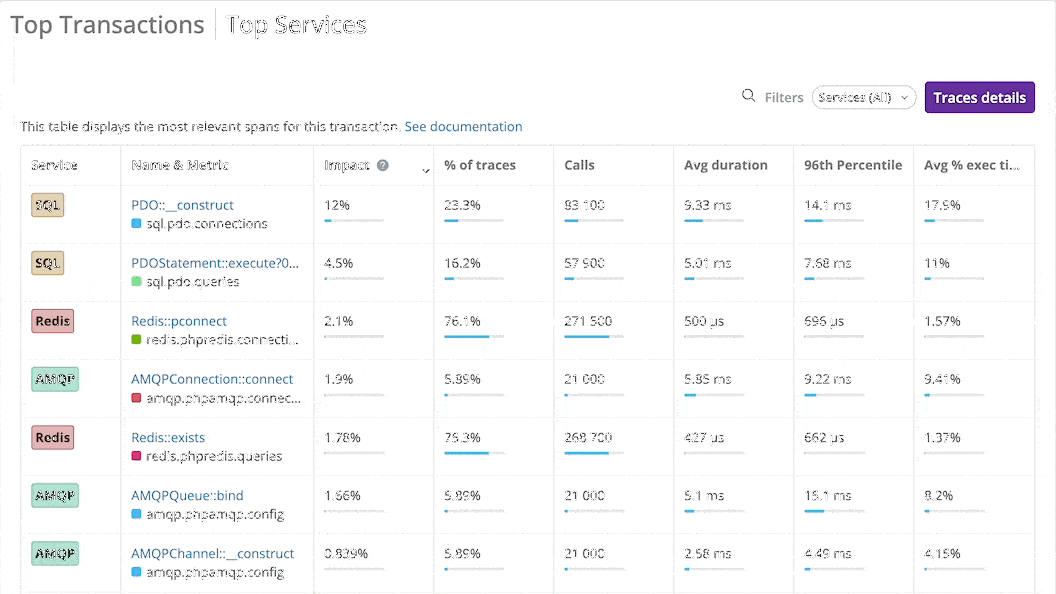 Top Transactions Top Services
Filters Services (All) Traces details
This table displays the most relevant spans for this transaction. See documentation
Service Name & Metric Impact ? % of traces Calls Avg duration 96th Percentile Avg % exec ti...
SQL PDO::__construct 12% 23.3% 83 100 9.33 ms 14.1 ms 17.9%
sql.pdo.connections
SQL PDOStatement::execute?0... 4.5% 16.2% 57 900 5.01 ms 7.68 ms 11%
sql.pdo.queries
Redis Redis::pconnect 2.1% 76.1% 271 500 500 µs 696 µs 1.57%
redis.phpredis.connecti...
AMQP AMQPConnection::connect 1.9% 5.89% 21 000 5.85 ms 9.22 ms 9.41%
amqp.phpamqp.connec...
Redis Redis::exists 1.78% 75.3% 268 700 427 µs 662 µs 1.37%
redis.phpredis.queries
AMQP AMQPQueue::bind 1.66% 5.89% 21 000 5.1 ms 15.1 ms 8.2%
amqp.phpamqp.config
AMQP AMQPChannel::__construct 0.839% 5.89% 21 000 2.58 ms 4.49 ms 4.15%
amqp.phpamqp.config